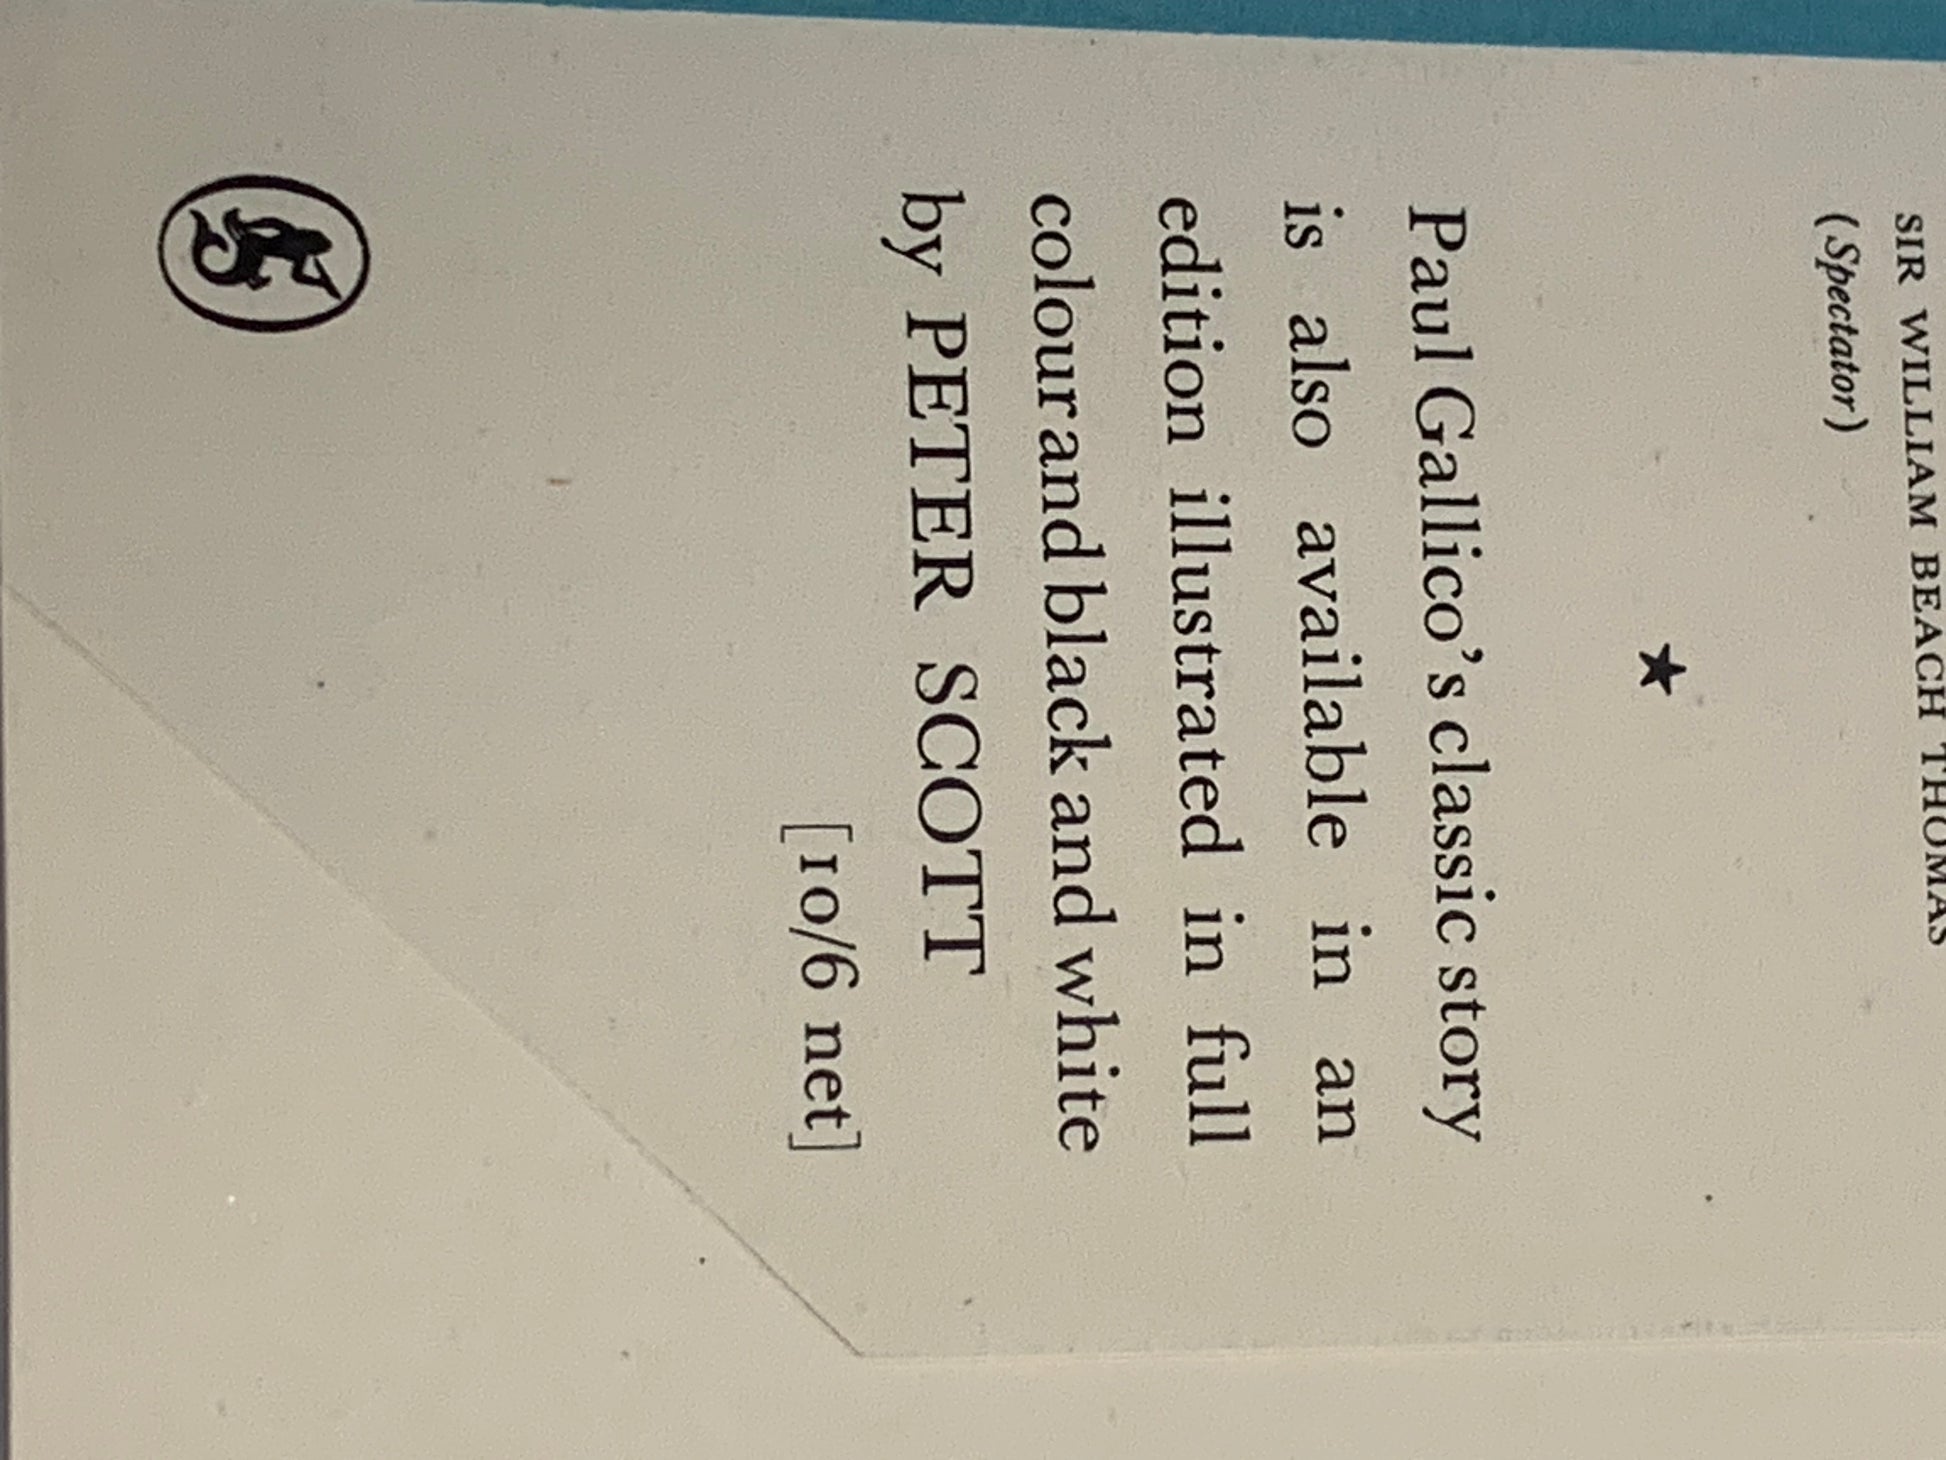 SIR WILLIAM BEACH THOMAS
(Spectator)
★
Paul Gallico's classic story
is also available in an
edition illustrated in full
colour and black and white
by PETER SCOTT
[10/6 net]